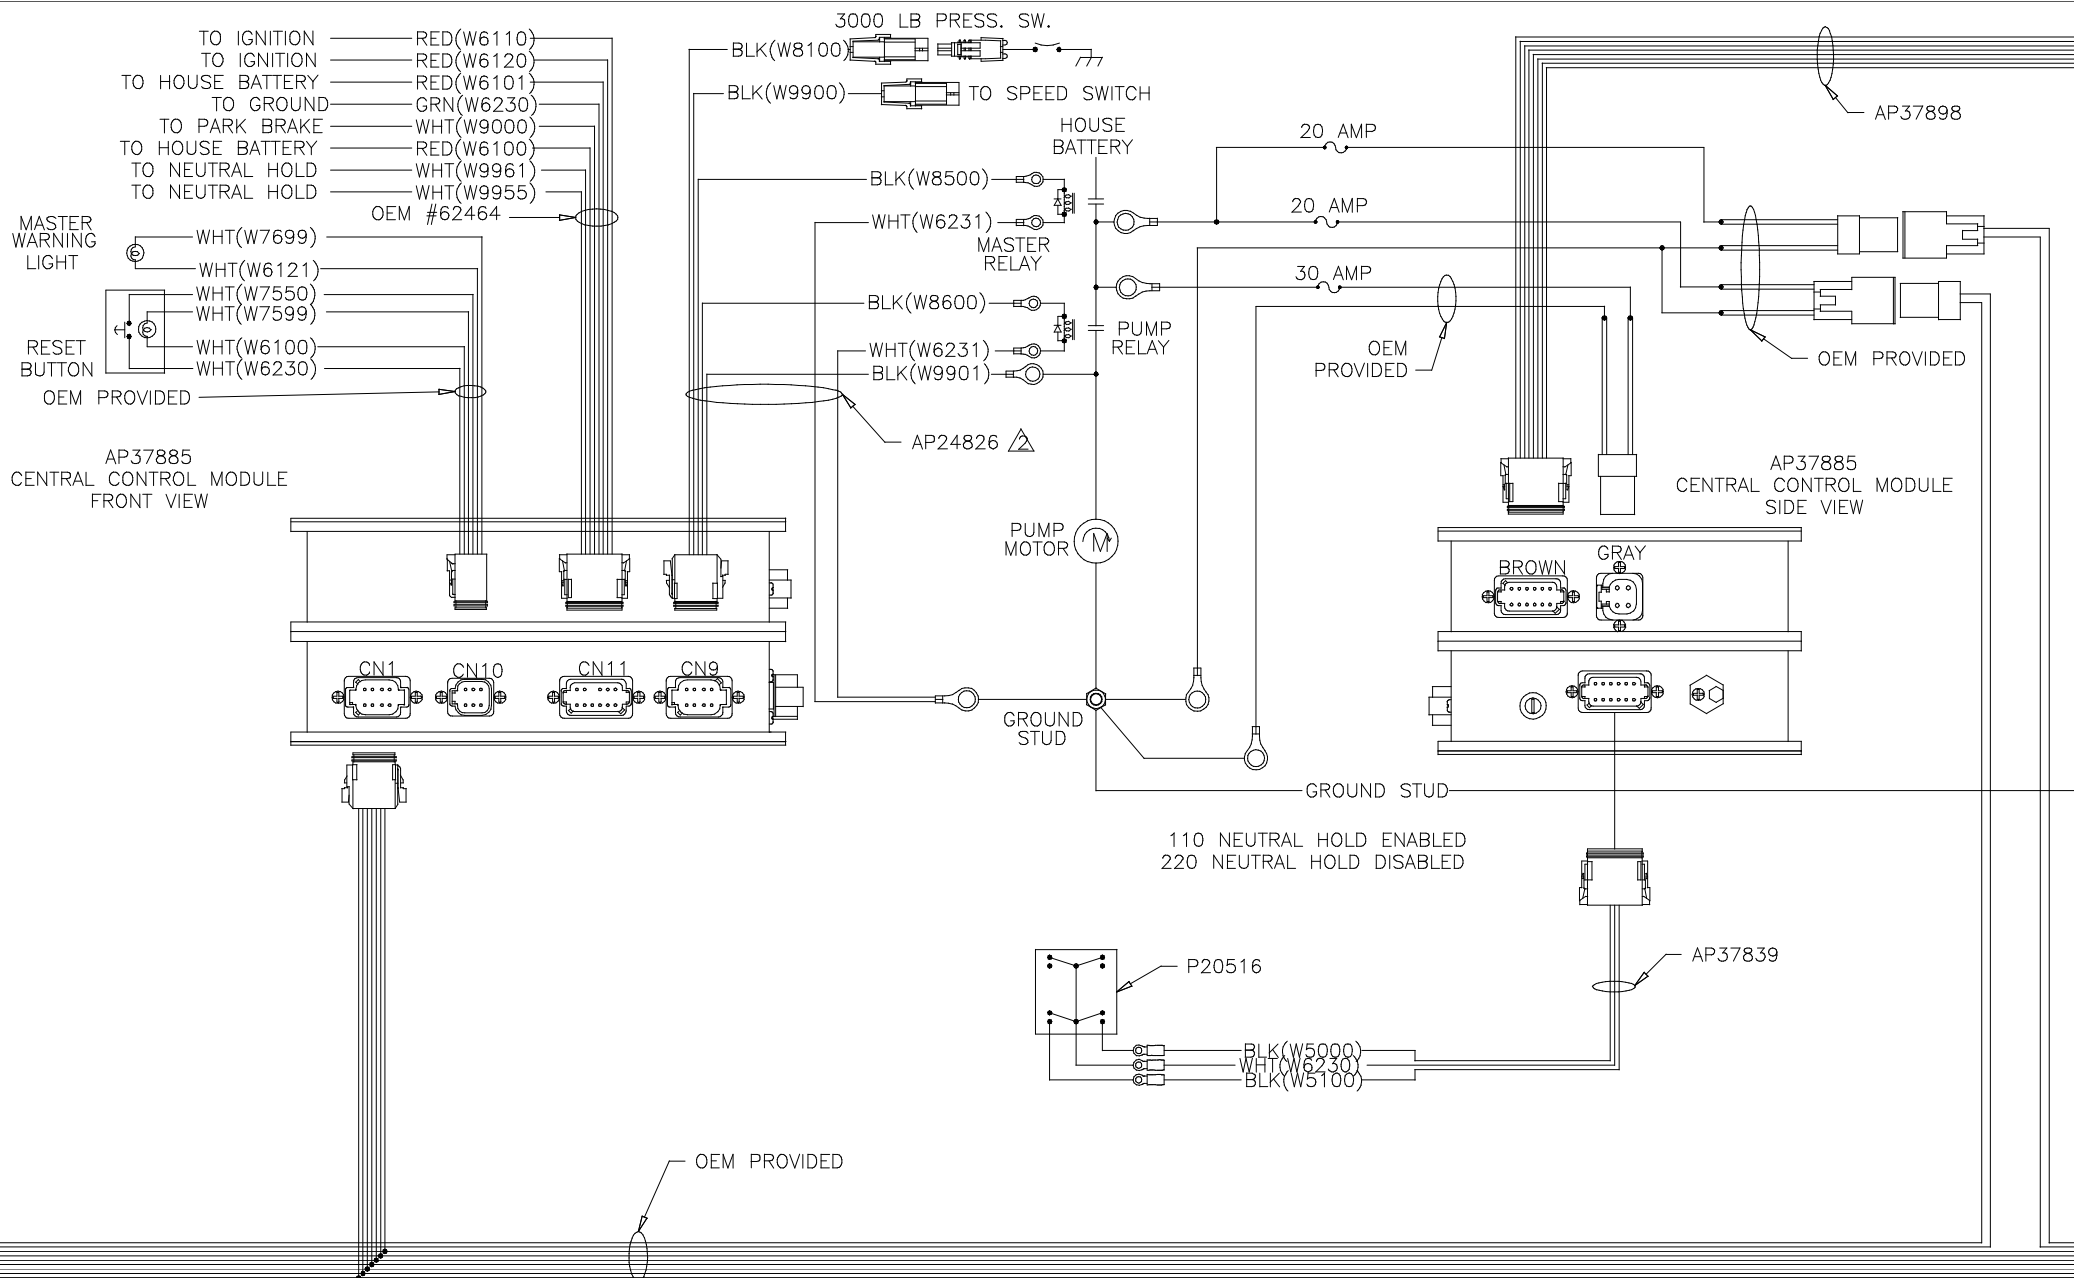 3000 LB PRESS. SW.
TO IGNITION RED(W6110)
TO IGNITION RED(W6120)
TO HOUSE BATTERY RED(W6101)
TO GROUND GRN(W6230)
TO PARK BRAKE WHT(W9000)
TO HOUSE BATTERY RED(W6100)
TO NEUTRAL HOLD WHT(W9961)
TO NEUTRAL HOLD WHT(W9955)
OEM #62464
BLK(W8100)
BLK(W9900) TO SPEED SWITCH
AP37898
HOUSE
BATTERY
20 AMP
BLK(W8500)
20 AMP
WHT(W6231)
MASTER
RELAY
MASTER
WARNING
LIGHT
WHT(W7699)
WHT(W6121)
WHT(W7550)
WHT(W7599)
RESET
BUTTON
WHT(W6100)
WHT(W6230)
OEM PROVIDED
30 AMP
BLK(W8600)
PUMP
RELAY
WHT(W6231)
BLK(W9901)
OEM
PROVIDED
OEM PROVIDED
AP24826 2
AP37885
CENTRAL CONTROL MODULE
FRONT VIEW
AP37885
CENTRAL CONTROL MODULE
SIDE VIEW
PUMP
MOTOR
M
BROWN
GRAY
CN1
CN10
CN11
CN9
GROUND
STUD
GROUND STUD
110 NEUTRAL HOLD ENABLED
220 NEUTRAL HOLD DISABLED
P20516
AP37839
BLK(W5000)
WHT(W6230)
BLK(W5100)
OEM PROVIDED